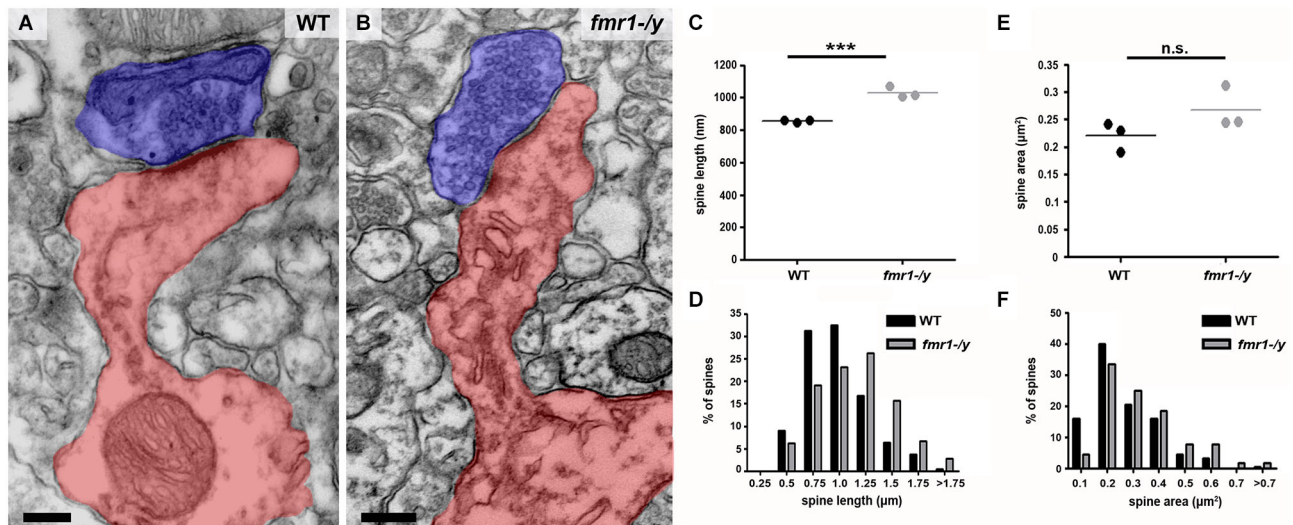 A
WT
B
fmr1-/y
C
***
1200
1000
800
600
400
200
0
spine length (nm)
WT
fmr1-/y
E
n.s.
0.35
0.3
0.25
0.2
0.15
0.1
0.05
0
spine area (µm²)
WT
fmr1-/y
D
WT
fmr1-/y
35
30
25
20
15
10
5
0
% of spines
0.25 0.5 0.75 1.0 1.25 1.5 1.75 >1.75
spine length (µm)
F
WT
fmr1-/y
50
40
30
20
10
0
% of spines
0.1 0.2 0.3 0.4 0.5 0.6 0.7 >0.7
spine area (µm²)